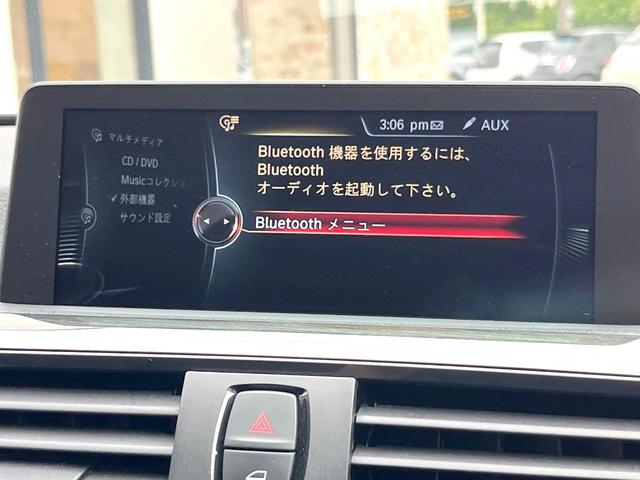 3:06 pm AUX
マルチメディア
CD / DVD
Musicコレクショ
外部機器
サウンド設定
Bluetooth 機器を使用するには、
Bluetooth
オーディオを起動して下さい。
Bluetooth メニュー